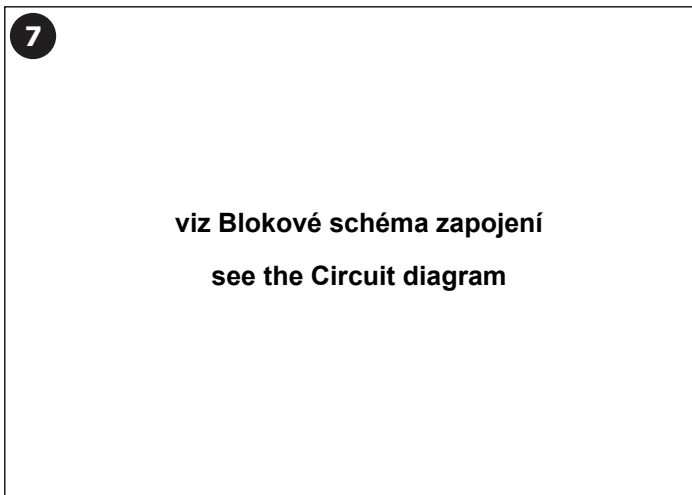 7
viz Blokové schéma zapojení
see the Circuit diagram